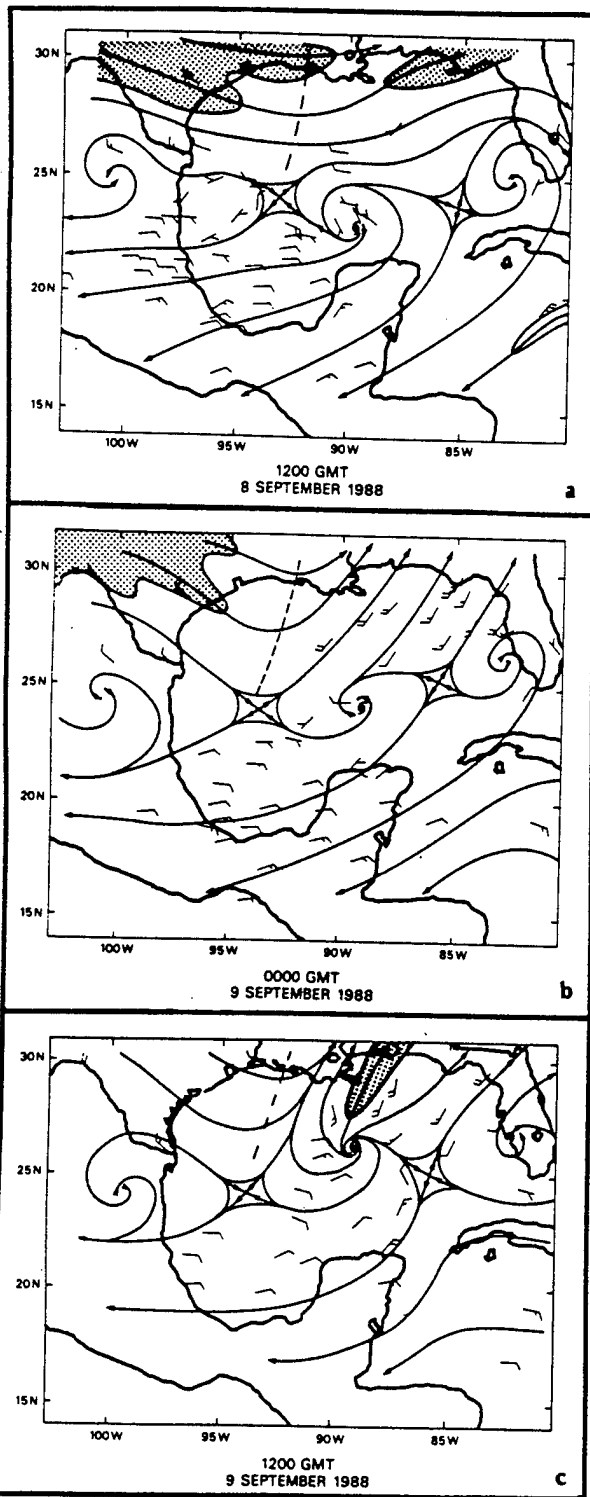 30N
25N
20N
15N
100W
95W
90W
85W
1200 GMT
8 SEPTEMBER 1988
a
30N
25N
20N
15N
100W
95W
90W
85W
0000 GMT
9 SEPTEMBER 1988
b
30N
25N
20N
15N
100W
95W
90W
85W
1200 GMT
9 SEPTEMBER 1988
c